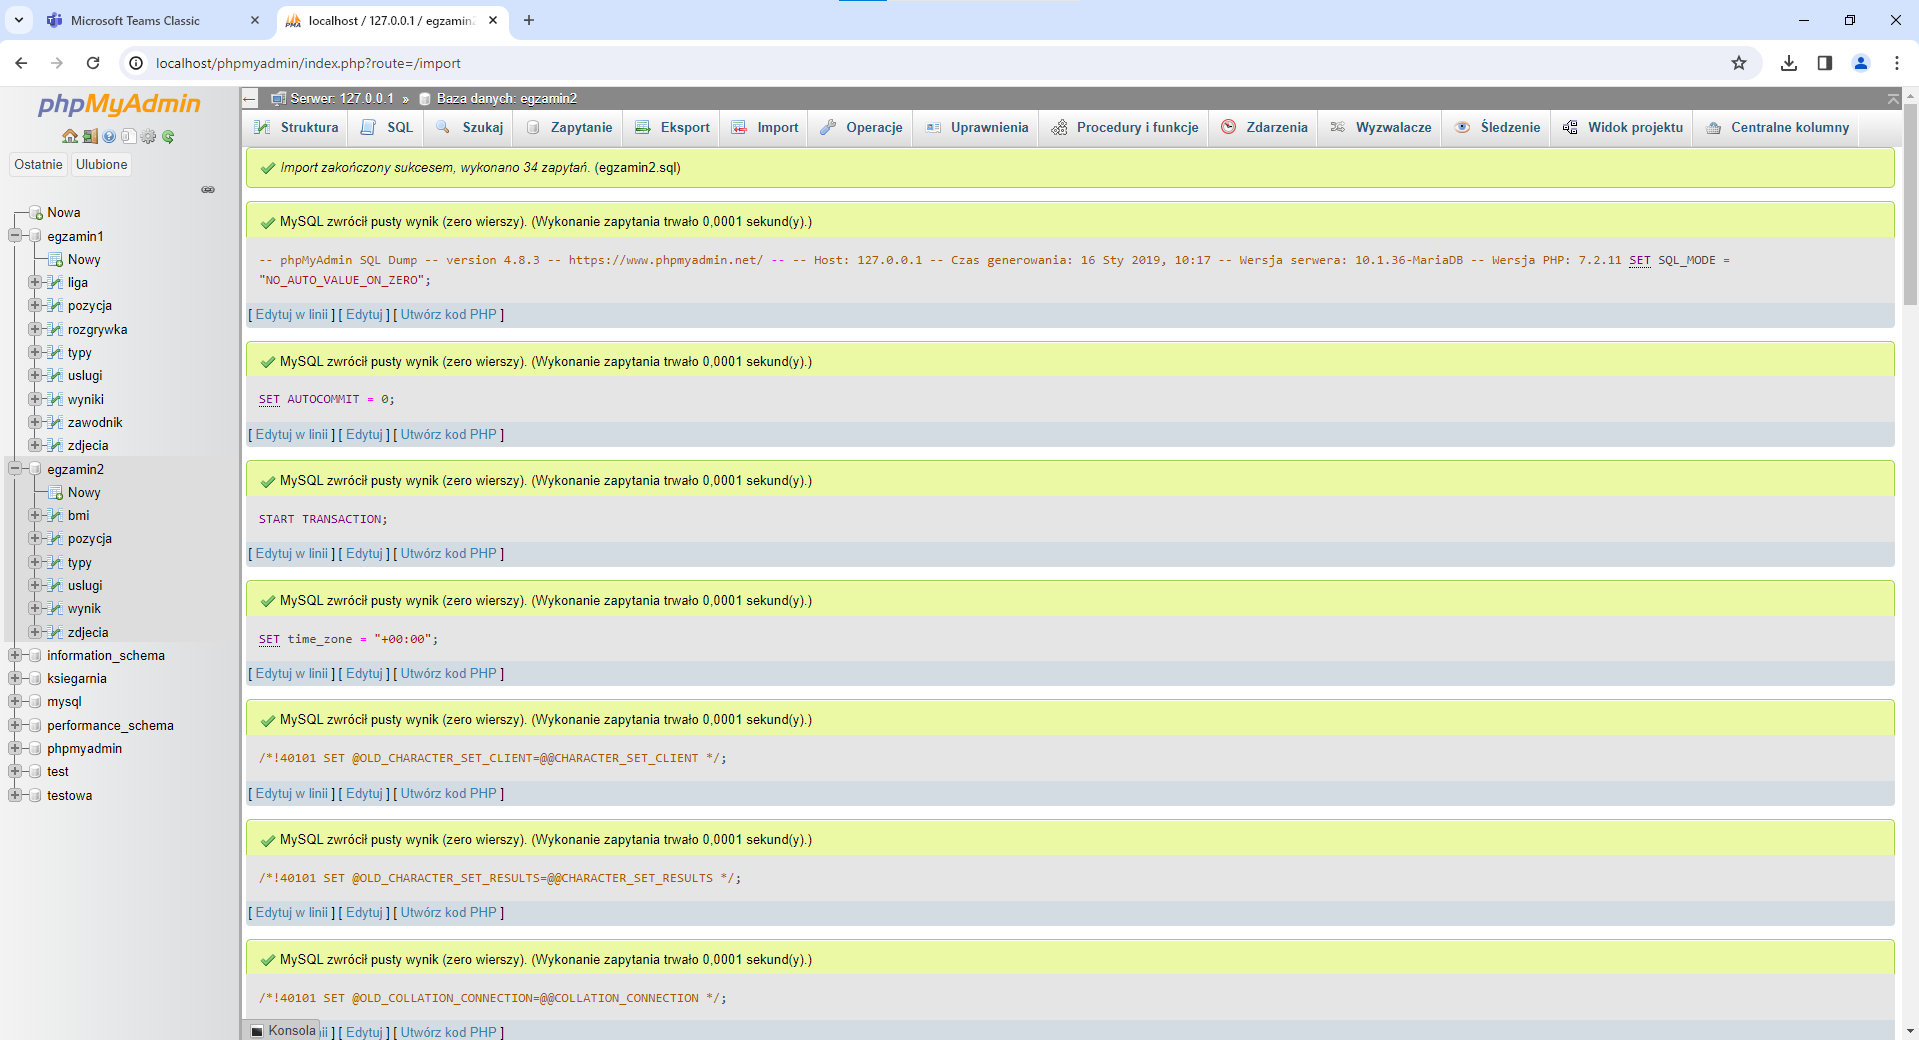 Microsoft Teams Classic
localhost / 127.0.0.1 / egzamin2
localhost/phpmyadmin/index.php?route=/import
phpMyAdmin
Ostatnie Ulubione
Nowa
egzamin1
Nowy
liga
pozycja
rozgrywka
typy
uslugi
wyniki
zawodnik
zdjecia
egzamin2
Nowy
bmi
pozycja
typy
uslugi
wynik
zdjecia
information_schema
ksiegarnia
mysql
performance_schema
phpmyadmin
test
testowa
Serwer: 127.0.0.1 » Baza danych: egzamin2
Struktura SQL Szukaj Zapytanie Eksport Import Operacje Uprawnienia Procedury i funkcje Zdarzenia Wyzwalacze Śledzenie Widok projektu Centralne kolumny
Import zakończony sukcesem, wykonano 34 zapytań. (egzamin2.sql)
MySQL zwrócił pusty wynik (zero wierszy). (Wykonanie zapytania trwało 0,0001 sekund(y).)
-- phpMyAdmin SQL Dump -- version 4.8.3 -- https://www.phpmyadmin.net/ -- -- Host: 127.0.0.1 -- Czas generowania: 16 Sty 2019, 10:17 -- Wersja serwera: 10.1.36-MariaDB -- Wersja PHP: 7.2.11 SET SQL_MODE =
"NO_AUTO_VALUE_ON_ZERO";
[ Edytuj w linii ] [ Edytuj ] [ Utwórz kod PHP ]
MySQL zwrócił pusty wynik (zero wierszy). (Wykonanie zapytania trwało 0,0001 sekund(y).)
SET AUTOCOMMIT = 0;
[ Edytuj w linii ] [ Edytuj ] [ Utwórz kod PHP ]
MySQL zwrócił pusty wynik (zero wierszy). (Wykonanie zapytania trwało 0,0001 sekund(y).)
START TRANSACTION;
[ Edytuj w linii ] [ Edytuj ] [ Utwórz kod PHP ]
MySQL zwrócił pusty wynik (zero wierszy). (Wykonanie zapytania trwało 0,0001 sekund(y).)
SET time_zone = "+00:00";
[ Edytuj w linii ] [ Edytuj ] [ Utwórz kod PHP ]
MySQL zwrócił pusty wynik (zero wierszy). (Wykonanie zapytania trwało 0,0001 sekund(y).)
/*!40101 SET @OLD_CHARACTER_SET_CLIENT=@@CHARACTER_SET_CLIENT */;
[ Edytuj w linii ] [ Edytuj ] [ Utwórz kod PHP ]
MySQL zwrócił pusty wynik (zero wierszy). (Wykonanie zapytania trwało 0,0001 sekund(y).)
/*!40101 SET @OLD_CHARACTER_SET_RESULTS=@@CHARACTER_SET_RESULTS */;
[ Edytuj w linii ] [ Edytuj ] [ Utwórz kod PHP ]
MySQL zwrócił pusty wynik (zero wierszy). (Wykonanie zapytania trwało 0,0001 sekund(y).)
/*!40101 SET @OLD_COLLATION_CONNECTION=@@COLLATION_CONNECTION */;
Konsola ii ] [ Edytuj ] [ Utwórz kod PHP ]